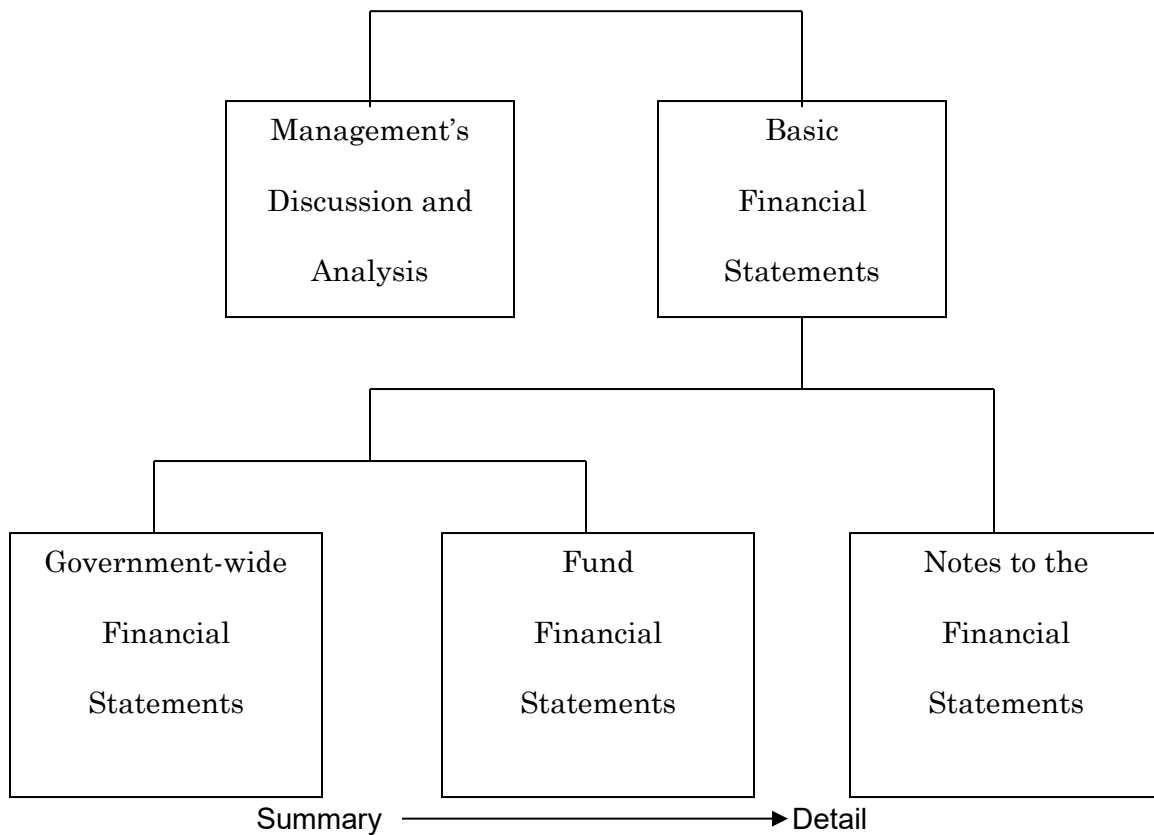 Management’s
Discussion and
Analysis
Basic
Financial
Statements
Government-wide
Financial
Statements
Fund
Financial
Statements
Notes to the
Financial
Statements
Summary
Detail